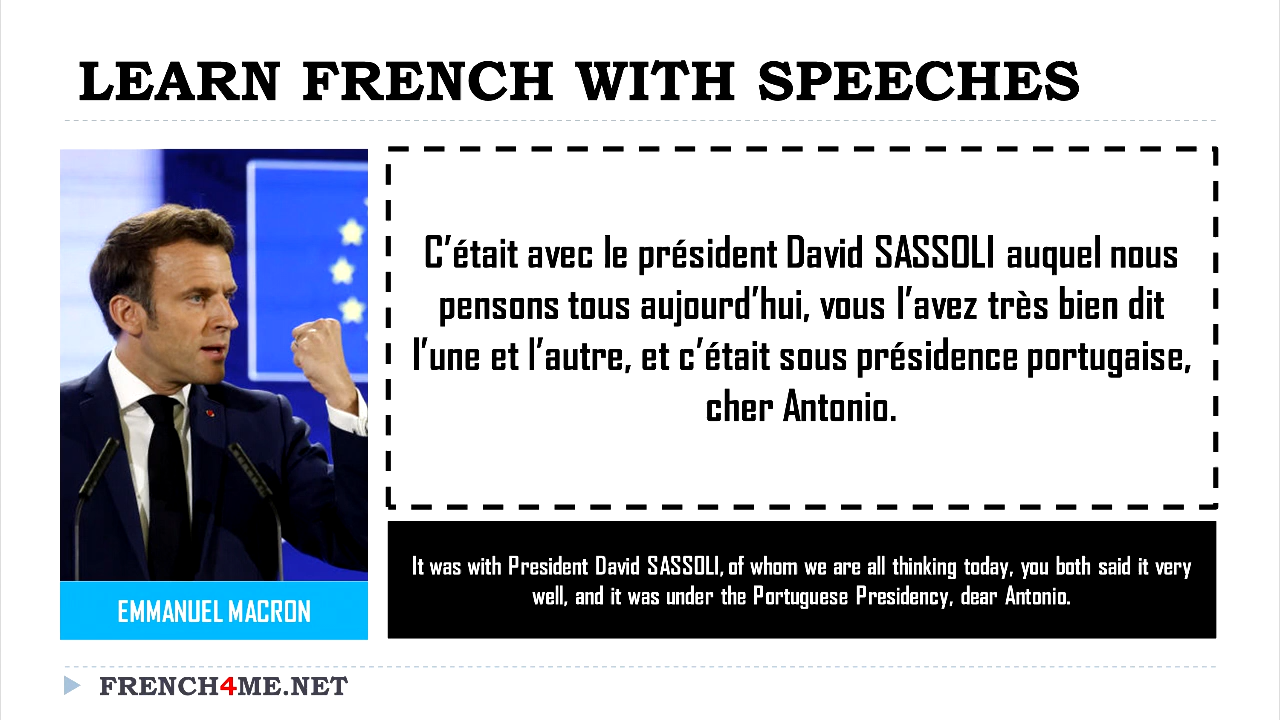 LEARN FRENCH WITH SPEECHES
C’était avec le président David SASSOLI auquel nous
pensons tous aujourd’hui, vous l’avez très bien dit
l’une et l’autre, et c’était sous présidence portugaise,
cher Antonio.
It was with President David SASSOLI, of whom we are all thinking today, you both said it very
well, and it was under the Portuguese Presidency, dear Antonio.
EMMANUEL MACRON
FRENCH4ME.NET